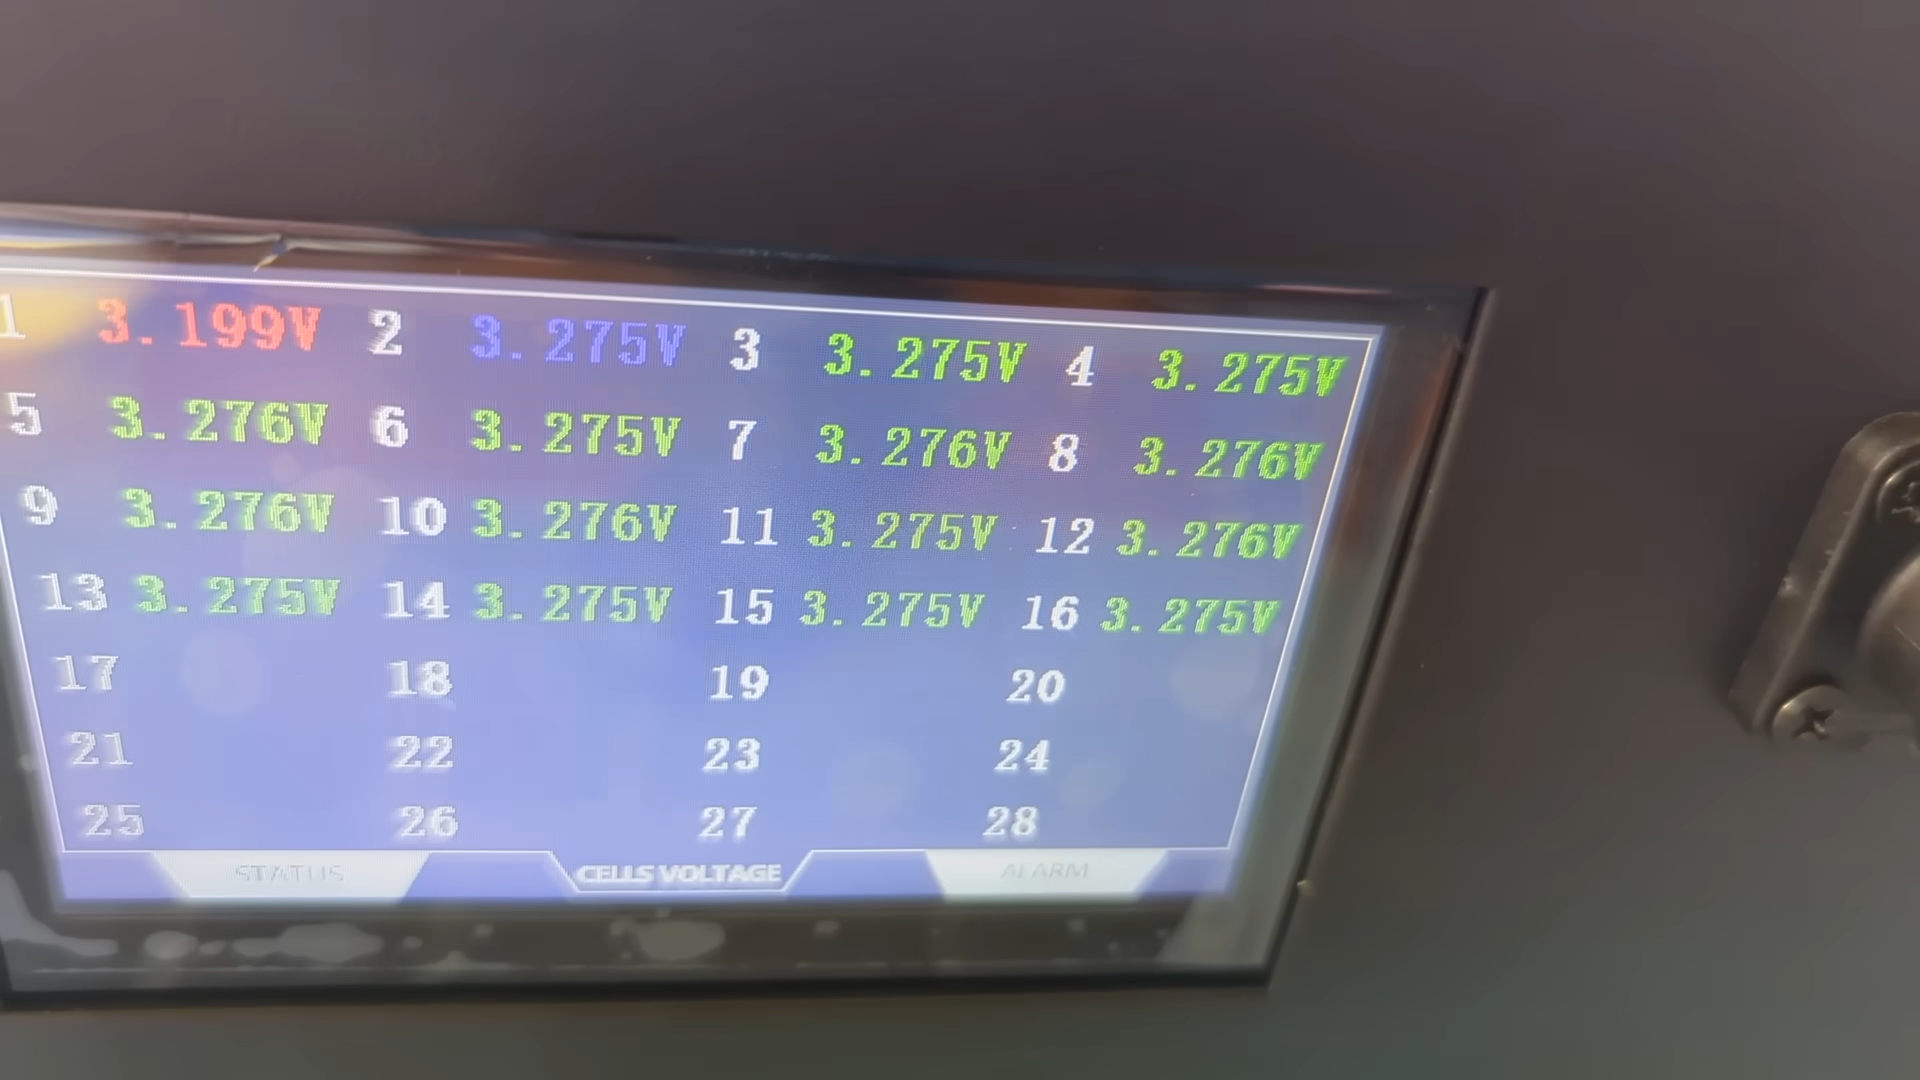 1 3.199V 2 3.275V 3 3.275V 4 3.275V
5 3.276V 6 3.275V 7 3.276V 8 3.276V
9 3.276V 10 3.276V 11 3.275V 12 3.276V
13 3.275V 14 3.275V 15 3.275V 16 3.275V
17 18 19 20
21 22 23 24
25 26 27 28
STATUS CELLS VOLTAGE ALARM